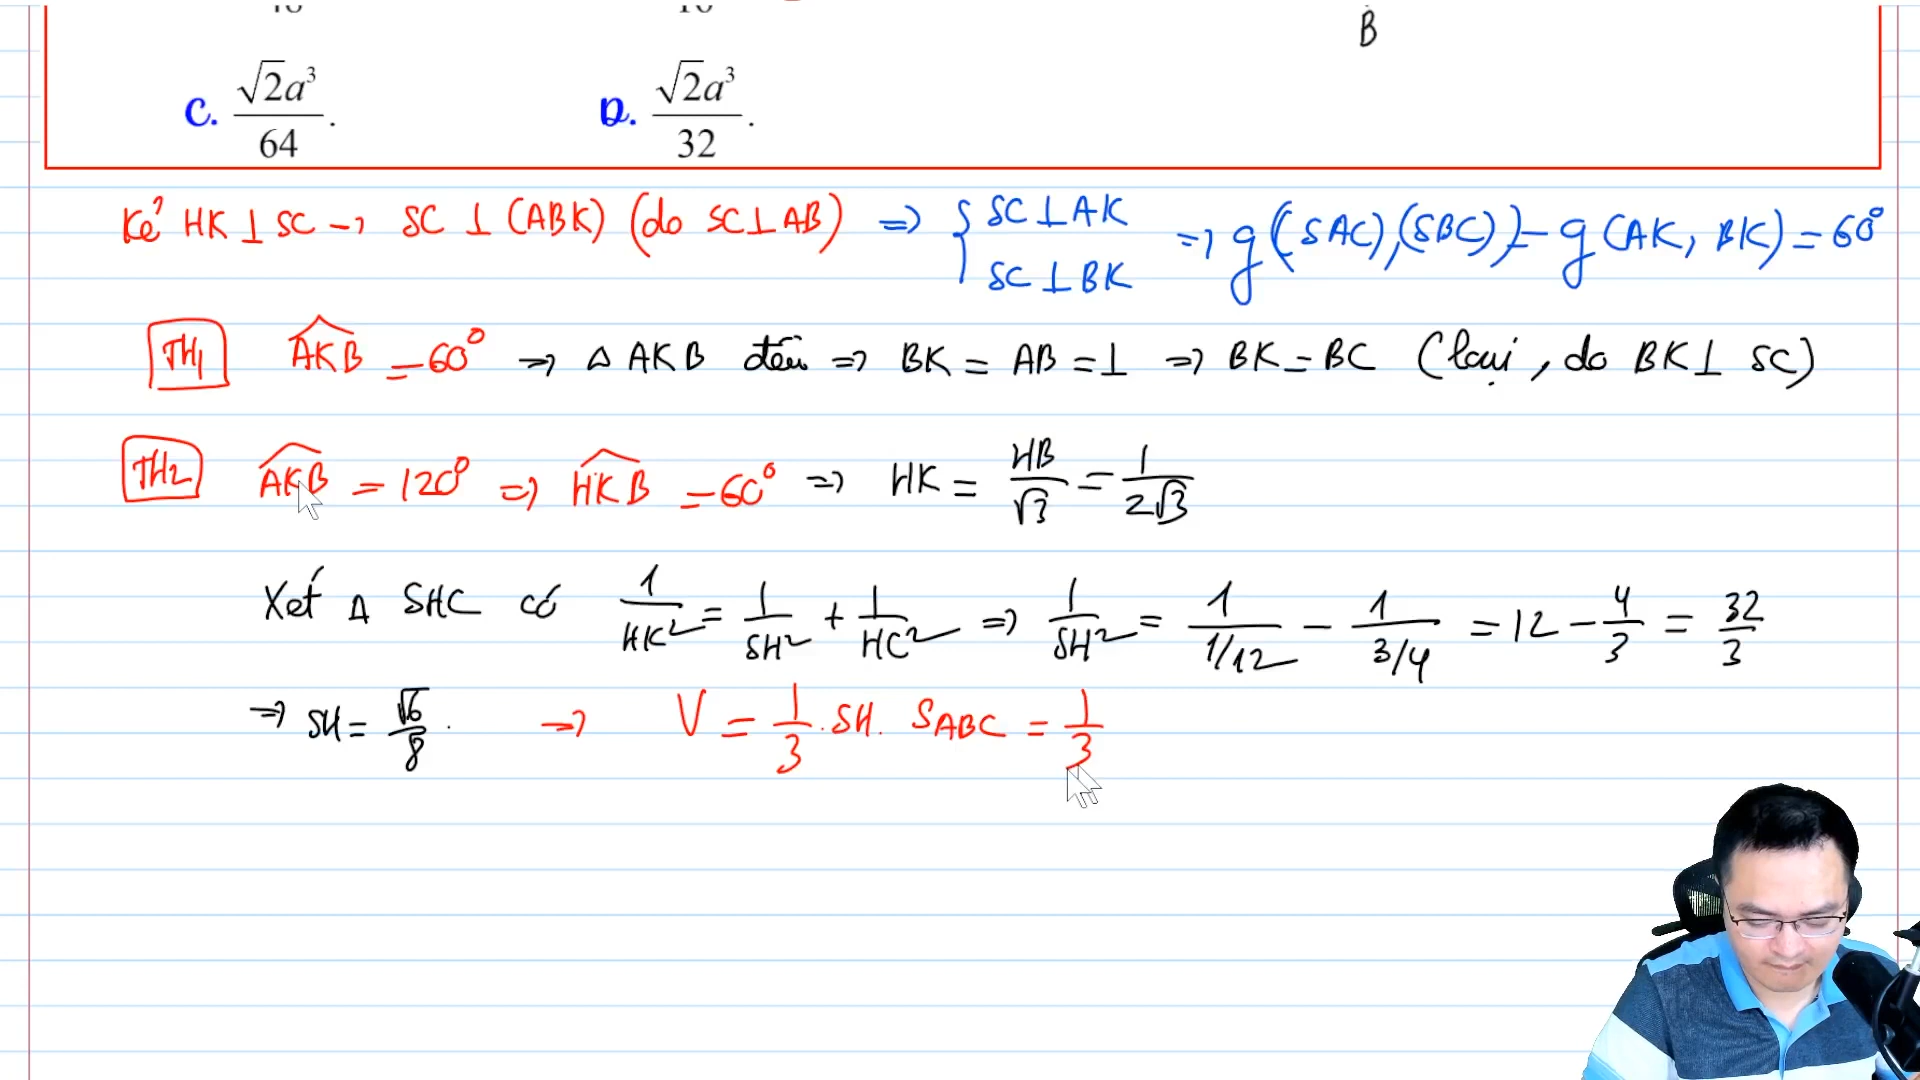 B
C. √2a³/64.
D. √2a³/32.
Kẻ HK ⊥ SC → SC ⊥ (ABK) (do SC⊥AB) ⇒ { SC⊥AK SC⊥BK ⇒ g((SAC),(SBC)) = g(AK, BK) = 60°
TH1 AKB = 60° ⇒ Δ AKB đều ⇒ BK = AB = 1 ⇒ BK = BC (loại, do BK⊥ SC)
TH2 AKB = 120° ⇒ HKB = 60° ⇒ HK = HB/√3 = 1/2√3
Xét Δ SHC có 1/HK² = 1/SH² + 1/HC² ⇒ 1/SH² = 1/(1/12) − 1/(3/4) = 12 − 4/3 = 32/3
⇒ SH = √6/8. ⇒ V = 1/3 . SH. SABC = 1/3